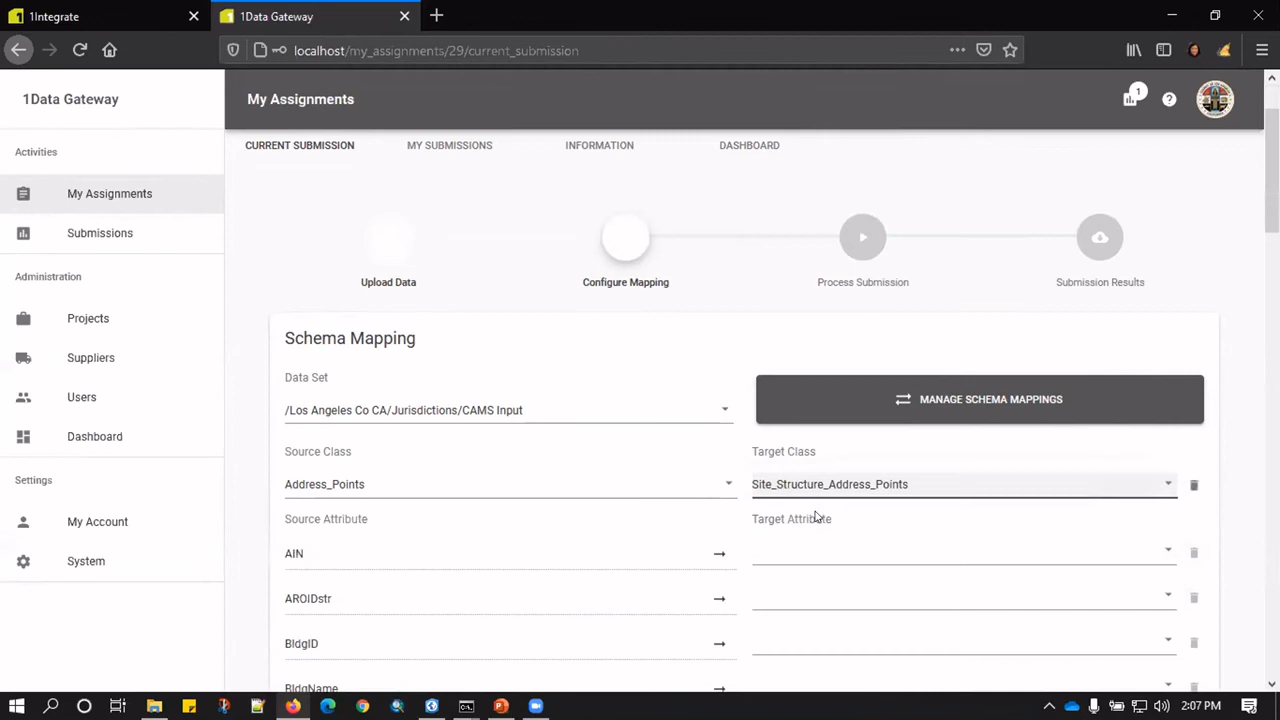 1Integrate
1Data Gateway
localhost/my_assignments/29/current_submission
1Data Gateway
My Assignments
1
Activities
CURRENT SUBMISSION
MY SUBMISSIONS
INFORMATION
DASHBOARD
My Assignments
Submissions
Administration
Upload Data
Configure Mapping
Process Submission
Submission Results
Projects
Suppliers
Users
Dashboard
Settings
My Account
System
Schema Mapping
Data Set
/Los Angeles Co CA/Jurisdictions/CAMS Input
MANAGE SCHEMA MAPPINGS
Source Class
Target Class
Address_Points
Site_Structure_Address_Points
Source Attribute
Target Attribute
AIN
AROIDstr
BldgID
BldgName
2:07 PM